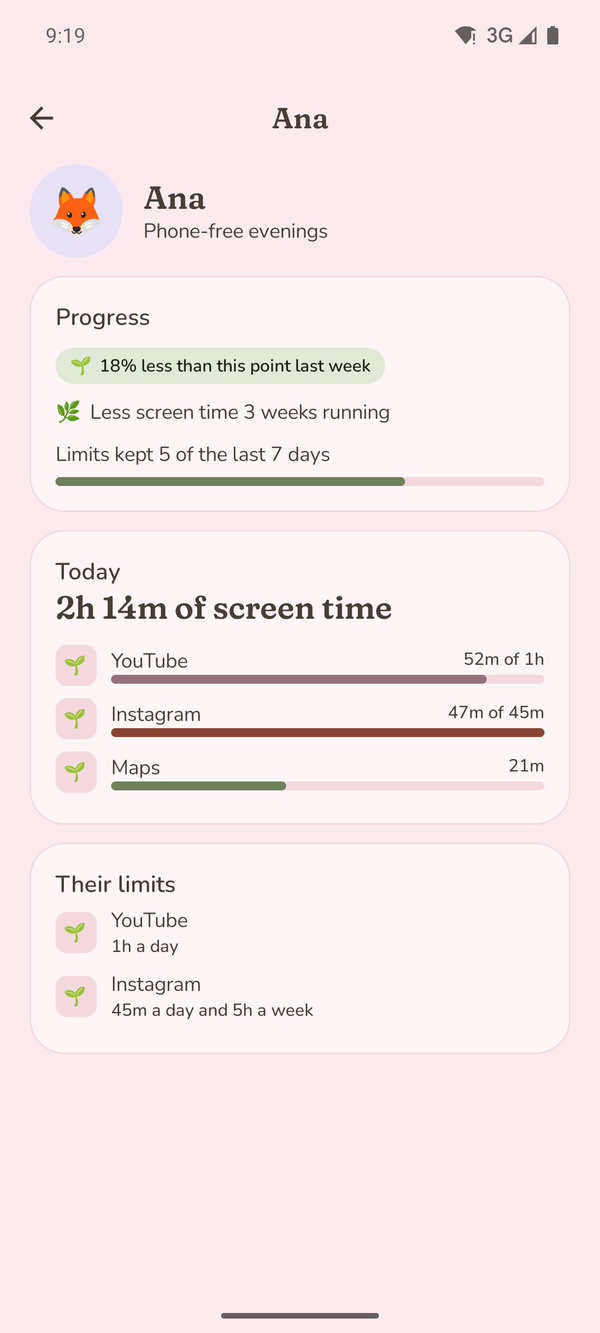 9:19
3G
Ana
Ana
Phone-free evenings
Progress
18% less than this point last week
Less screen time 3 weeks running
Limits kept 5 of the last 7 days
Today
2h 14m of screen time
YouTube
52m of 1h
Instagram
47m of 45m
Maps
21m
Their limits
YouTube
1h a day
Instagram
45m a day and 5h a week